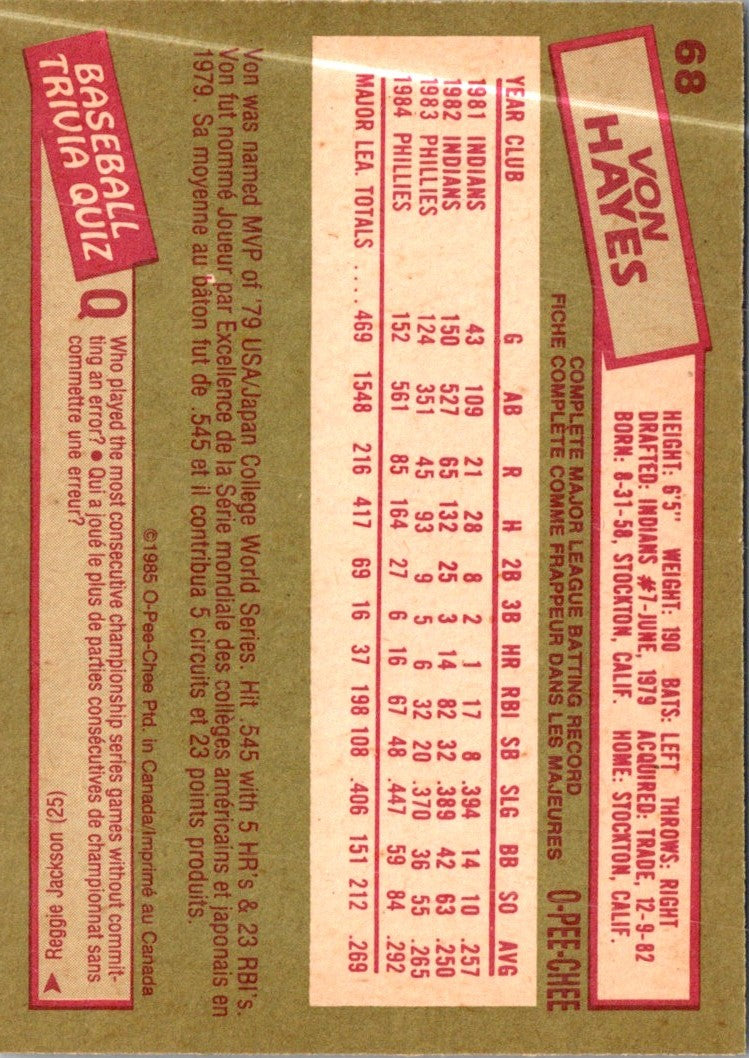 68
VON
HAYES
HEIGHT: 6'5" WEIGHT: 190 BATS: LEFT THROWS: RIGHT
DRAFTED: INDIANS #7-JUNE, 1979 ACQUIRED: TRADE, 12-9-82
BORN: 8-31-58, STOCKTON, CALIF. HOME: STOCKTON, CALIF.
COMPLETE MAJOR LEAGUE BATTING RECORD
FICHE COMPLÈTE COMME FRAPPEUR DANS LES MAJEURES
O-PEE-CHEE
YEAR CLUB G AB R H 2B 3B HR RBI SB SLG BB SO AVG
1981 INDIANS 43 109 21 28 8 2 1 17 8 .394 14 10 .257
1982 INDIANS 150 527 65 132 25 3 14 82 32 .389 42 63 .250
1983 PHILLIES 124 351 45 93 9 5 6 32 20 .370 36 55 .265
1984 PHILLIES 152 561 85 164 27 6 16 67 48 .447 59 84 .292
MAJOR LEA. TOTALS .... 469 1548 216 417 69 16 37 198 108 .406 151 212 .269
Von was named MVP of '79 USA/Japan College World Series. Hit .545 with 5 HR's & 23 RBI's.
Von fut nommé Joueur par Excellence de la Série mondiale des collèges américains et japonais en
1979. Sa moyenne au bâton fut de .545 et il contribua 5 circuits et 23 points produits.
©1985 O-Pee-Chee Ptd. in Canada/Imprimé au Canada
BASEBALL
TRIVIA QUIZ
Q
Who played the most consecutive championship series games without commit-
ting an error? ● Qui a joué le plus de parties consécutives de championnat sans
commettre une erreur?
Reggie Jackson (25)